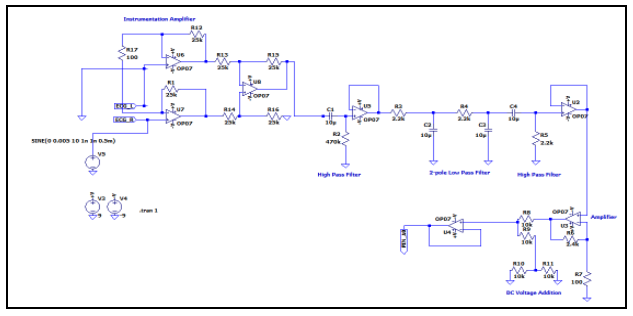 Instrumentation Amplifier
R12
25k
R17
100
U6
OP07
R13
25k
R15
25k
U8
OP07
R1
25k
ECG_L
ECG_R
U7
OP07
R14
25k
R16
25k
SINE(0 0.005 10 1n 1n 0.5m)
V5
V3
9
V4
9
.tran 1
C1
10µ
R2
470k
High Pass Filter
U5
OP07
R3
3.3k
C2
10µ
R4
3.3k
C3
10µ
2-pole Low Pass Filter
C4
10µ
R5
2.2k
High Pass Filter
U2
OP07
Amplifier
OP07
U3
R6
2.4k
R7
100
R8
10k
R9
10k
OP07
U4
R10
10k
R11
10k
DC Voltage Addition